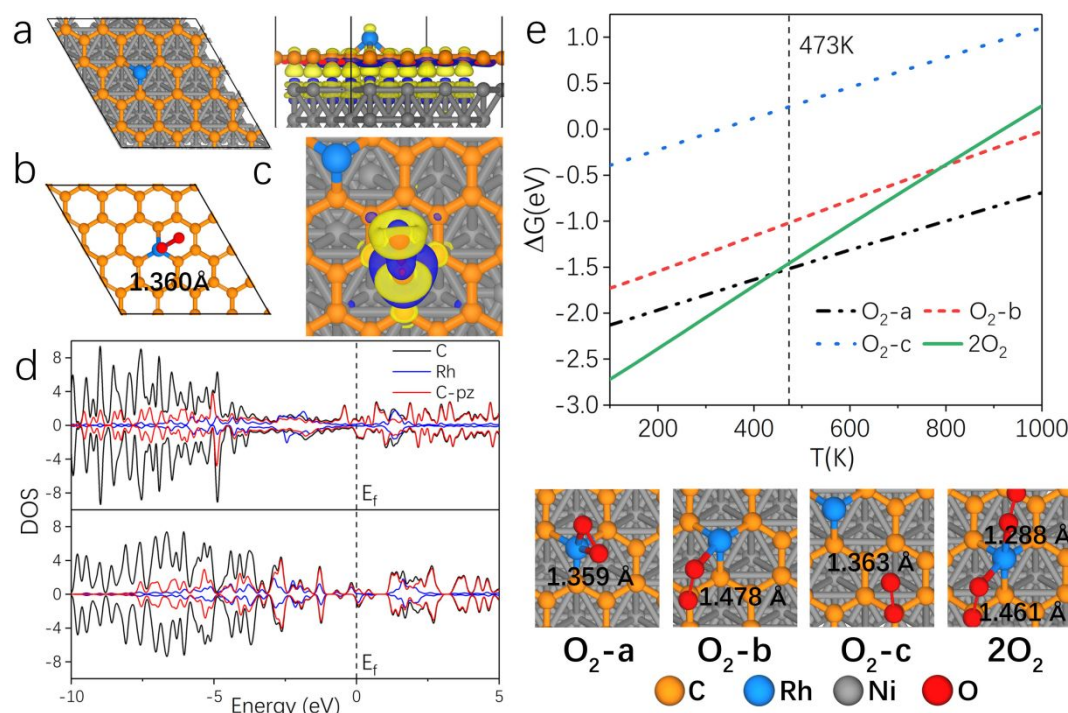 a
b
c
1.360Å
d
C
Rh
C-pz
8
4
0
-4
-8
E_f
8
4
0
-4
-8
E_f
DOS
-10
-5
0
5
Energy (eV)
e
473K
1.0
0.5
0.0
-0.5
-1.0
-1.5
-2.0
-2.5
-3.0
ΔG(eV)
O₂-a
O₂-b
O₂-c
2O₂
200
400
600
800
1000
T(K)
1.359 Å
1.478 Å
1.363 Å
1.288 Å
1.461 Å
O₂-a
O₂-b
O₂-c
2O₂
C
Rh
Ni
O